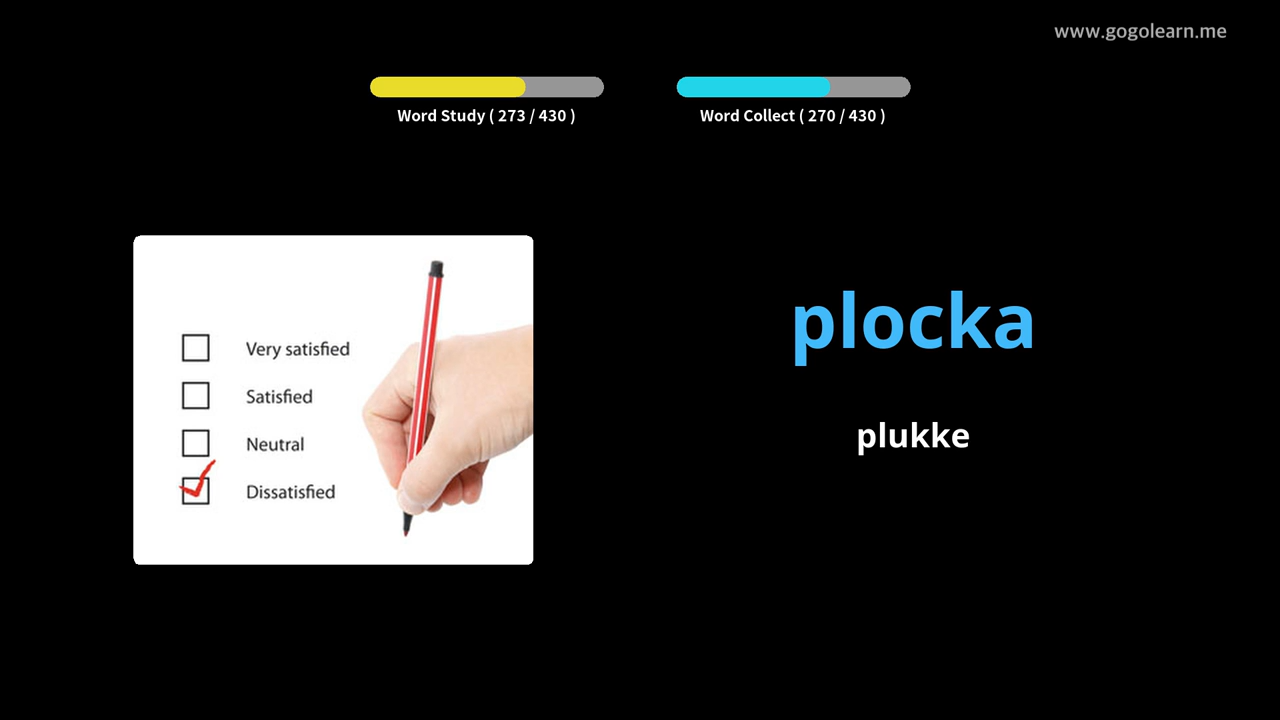 www.gogolearn.me
Word Study ( 273 / 430 )
Word Collect ( 270 / 430 )
Very satisfied
Satisfied
Neutral
Dissatisfied
plocka
plukke